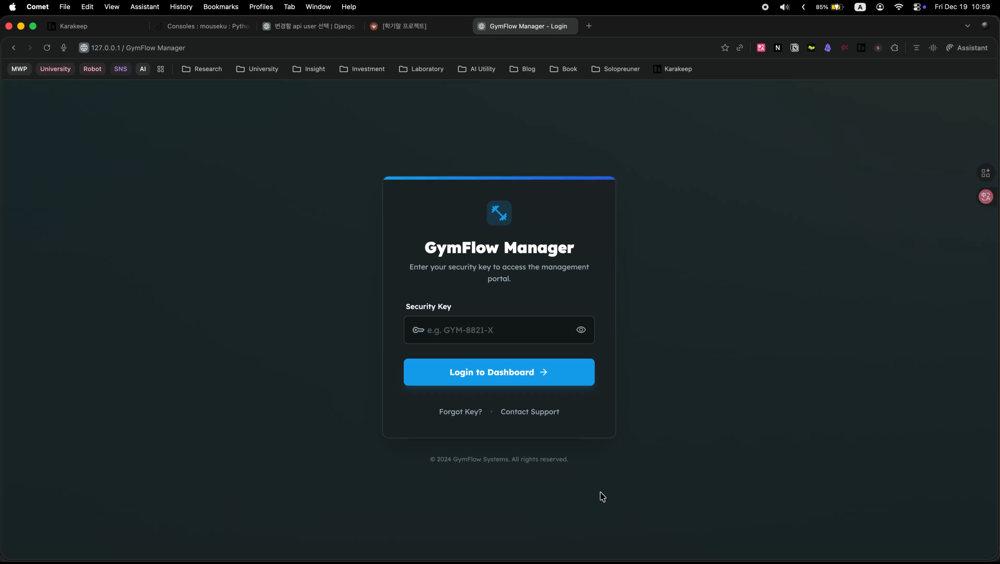 Comet File Edit View Assistant History Bookmarks Profiles Tab Window Help 85% A Fri Dec 19 10:59
Karakeep Consoles : mouseku : Pytho 변경할 api user 선택 | Django [학기말 프로젝트] GymFlow Manager - Login
127.0.0.1 / GymFlow Manager Assistant
MWP University Robot SNS AI Research University Insight Investment Laboratory AI Utility Blog Book Solopreuner Karakeep
GymFlow Manager
Enter your security key to access the management
portal.
Security Key
e.g. GYM-8821-X
Login to Dashboard →
Forgot Key? • Contact Support
© 2024 GymFlow Systems. All rights reserved.